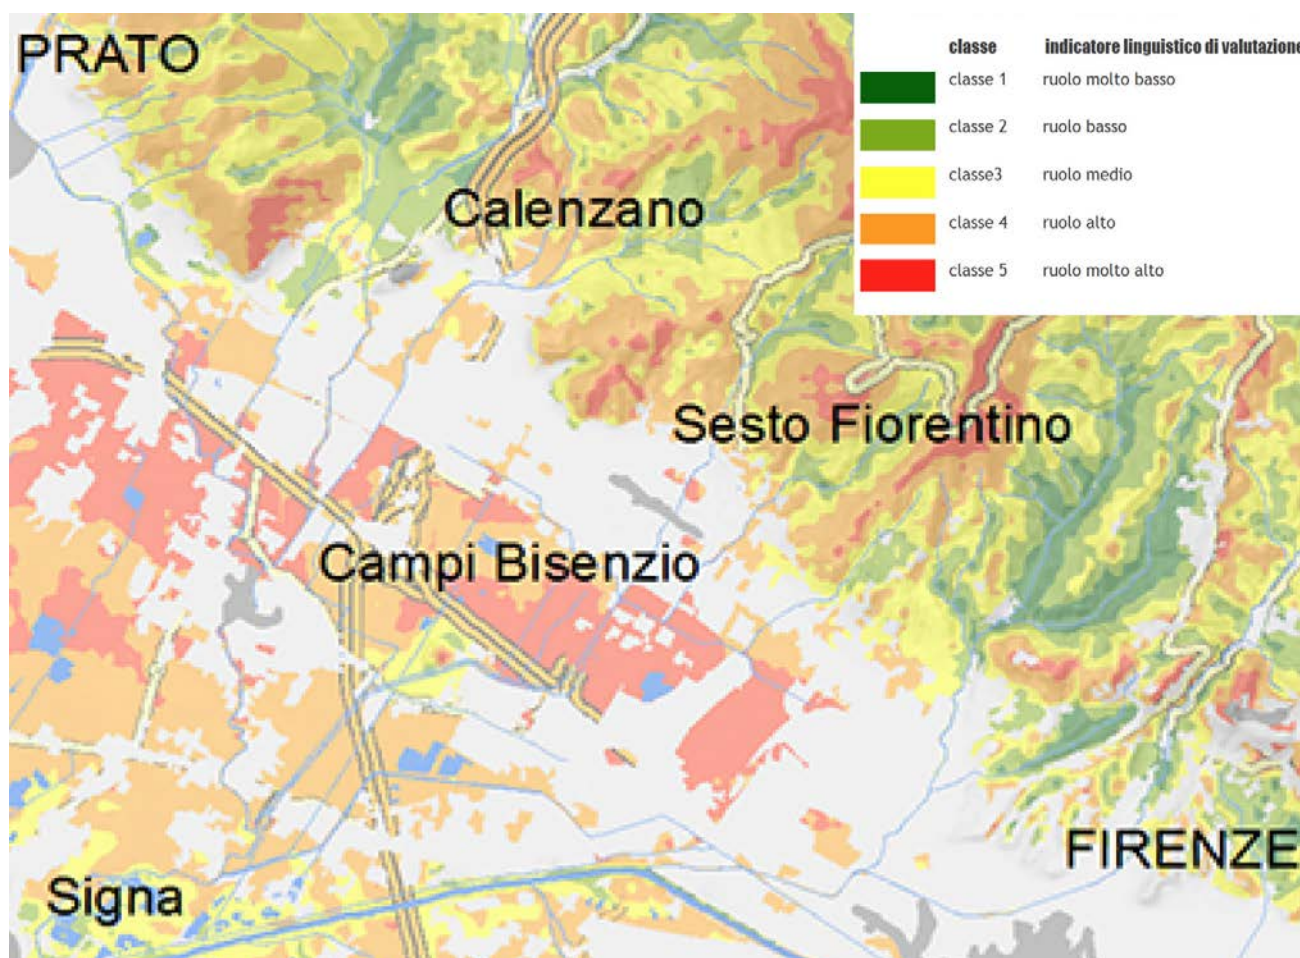 PRATO
classe indicatore linguistico di valutazione
classe 1 ruolo molto basso
classe 2 ruolo basso
classe3 ruolo medio
classe 4 ruolo alto
classe 5 ruolo molto alto
Calenzano
Sesto Fiorentino
Campi Bisenzio
FIRENZE
Signa